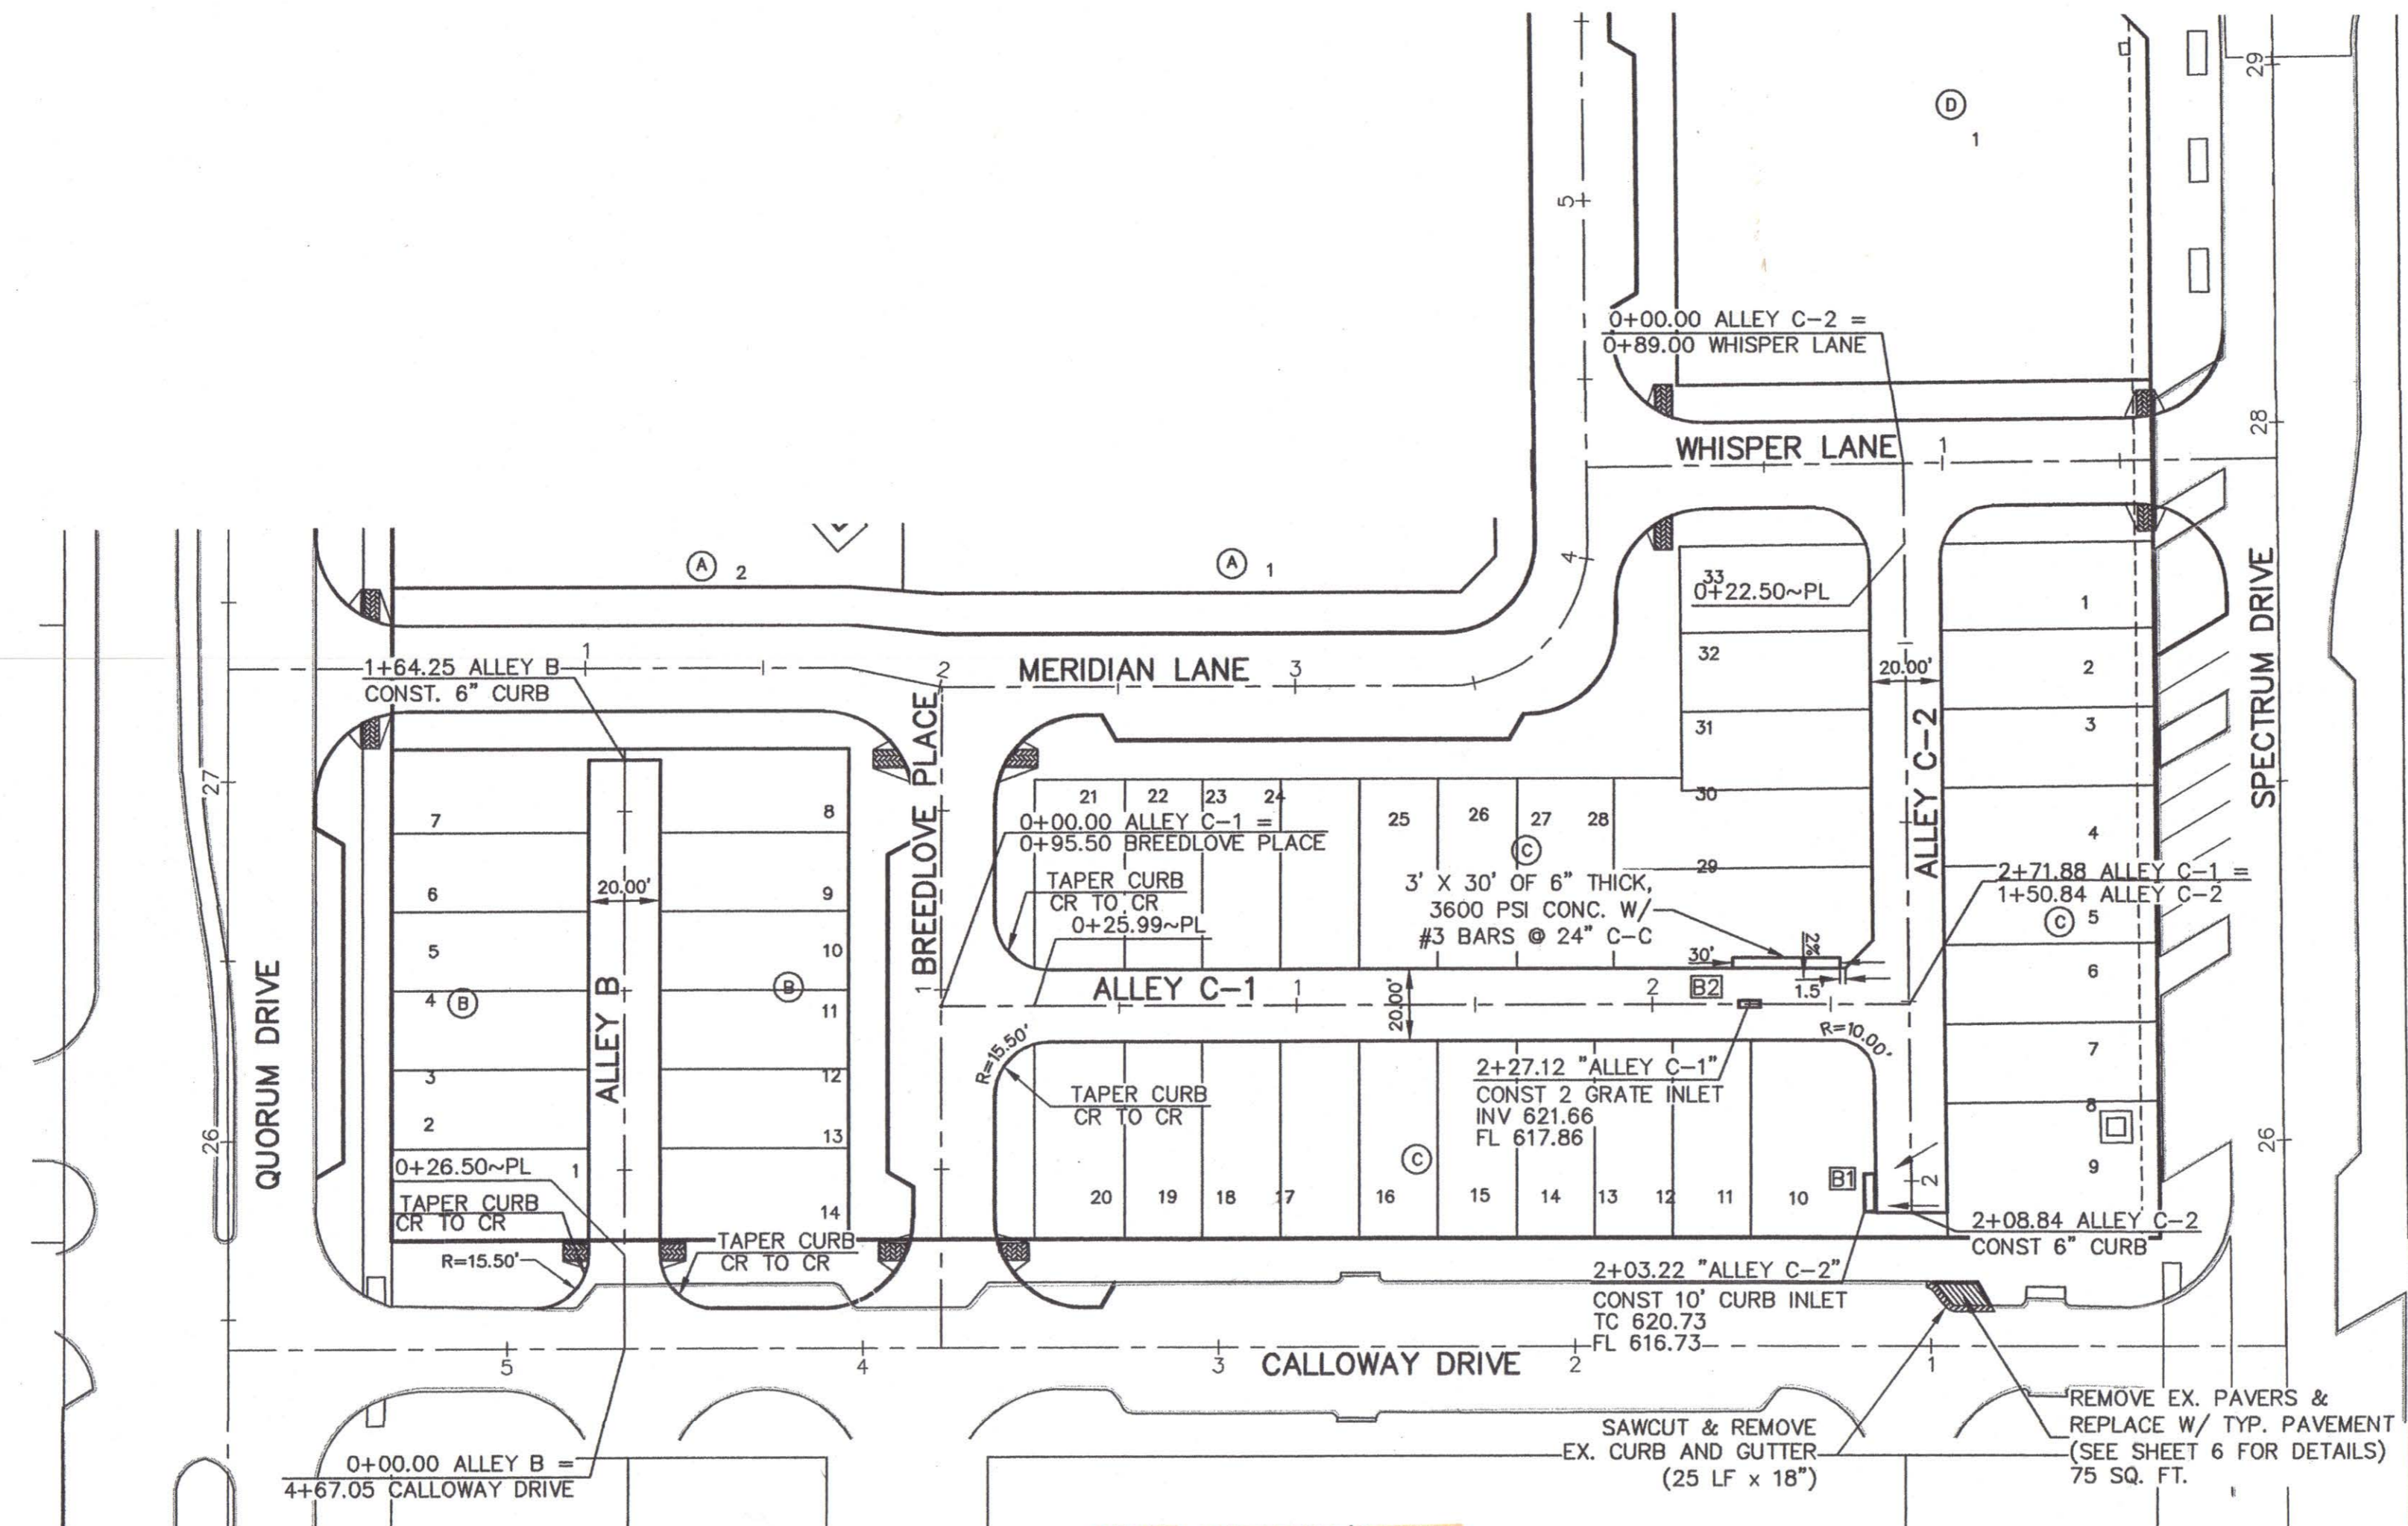 29
D
1
5
0+00.00 ALLEY C-2 =
0+89.00 WHISPER LANE
28
WHISPER LANE
1
A 2
A 1
4
33
0+22.50~PL
1
SPECTRUM DRIVE
1+64.25 ALLEY B
CONST. 6" CURB
1
2
MERIDIAN LANE
3
32
20.00'
2
31
3
ALLEY C-2
27
BREEDLOVE PLACE
7
8
21
22
23
24
25
26
27
28
30
4
0+00.00 ALLEY C-1 =
0+95.50 BREEDLOVE PLACE
C
29
2+71.88 ALLEY C-1 =
1+50.84 ALLEY C-2
TAPER CURB
CR TO CR
0+25.99~PL
3' X 30' OF 6" THICK,
3600 PSI CONC. W/
#3 BARS @ 24" C-C
6
20.00'
9
C 5
5
10
30'
2%
6
QUORUM DRIVE
4 B
B
11
1
ALLEY C-1
1
2
B2
1.5'
20.00'
ALLEY B
R=15.50'
R=10.00'
7
3
12
2+27.12 "ALLEY C-1"
CONST 2 GRATE INLET
INV 621.66
FL 617.86
TAPER CURB
CR TO CR
8
26
2
13
26
C
0+26.50~PL
1
9
B1
2
20
19
18
17
16
15
14
13
12
11
10
TAPER CURB
CR TO CR
14
2+08.84 ALLEY C-2
CONST 6" CURB
R=15.50'
TAPER CURB
CR TO CR
2+03.22 "ALLEY C-2"
CONST 10' CURB INLET
TC 620.73
FL 616.73
5
4
3
CALLOWAY DRIVE
2
1
0+00.00 ALLEY B =
4+67.05 CALLOWAY DRIVE
SAWCUT & REMOVE
EX. CURB AND GUTTER
(25 LF x 18")
REMOVE EX. PAVERS &
REPLACE W/ TYP. PAVEMENT
(SEE SHEET 6 FOR DETAILS)
75 SQ. FT.